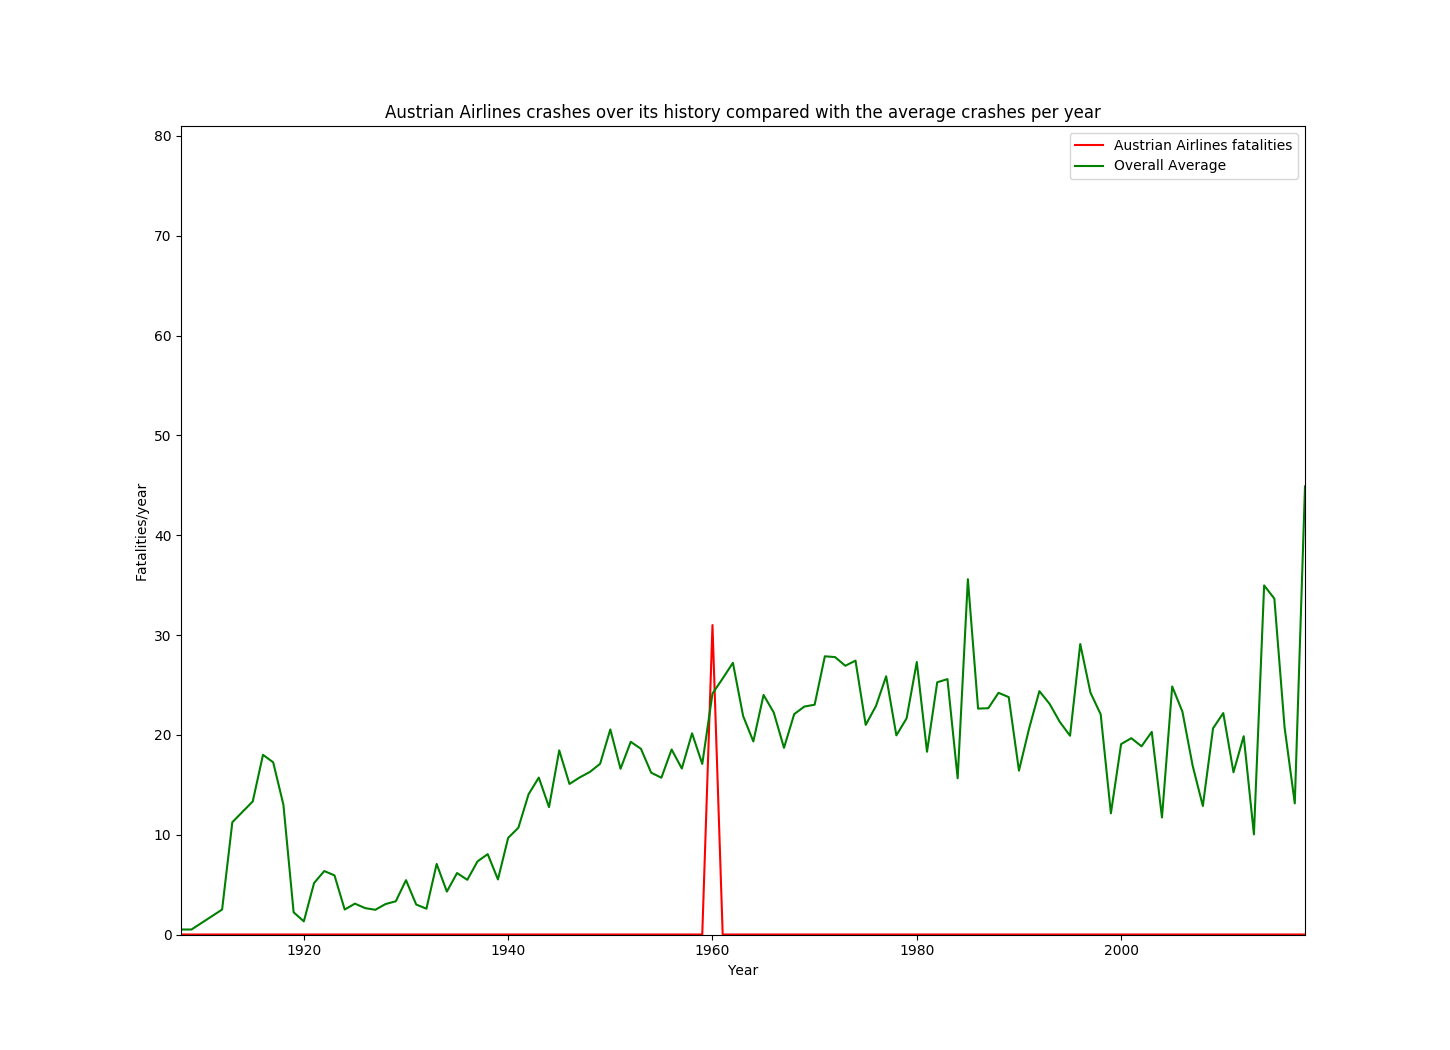 Austrian Airlines crashes over its history compared with the average crashes per year
80
70
60
50
40
30
20
10
0
Fatalities/year
Austrian Airlines fatalities
Overall Average
1920 1940 1960 1980 2000
Year